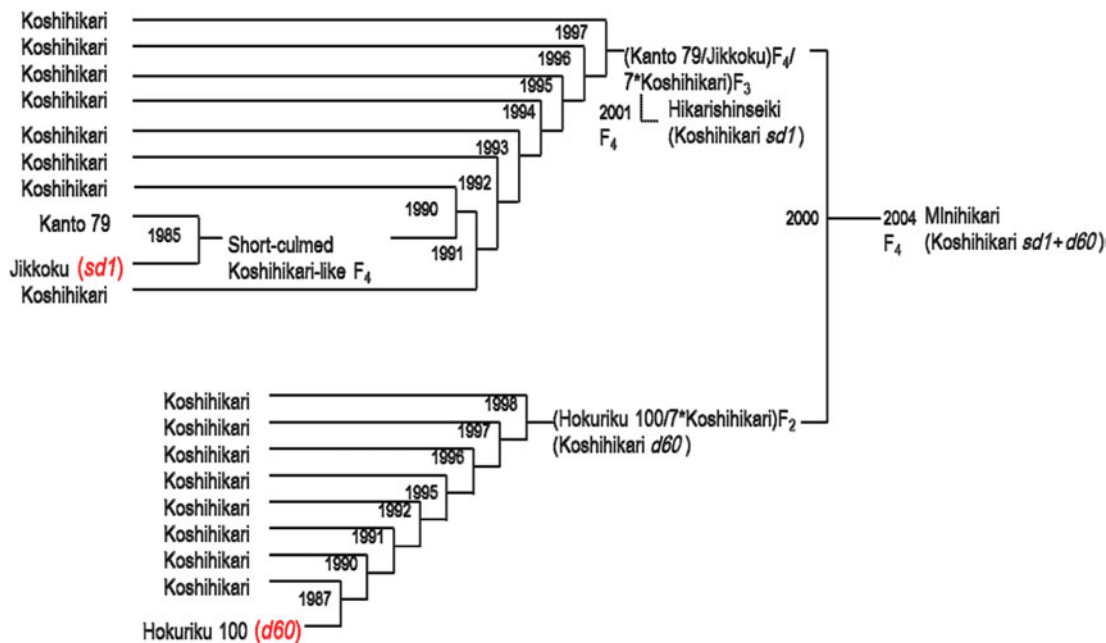 Koshihikari
Koshihikari
Koshihikari
Koshihikari
Koshihikari
Koshihikari
Koshihikari
Kanto 79
Jikkoku (sd1)
Koshihikari
1985
Short-culmed
Koshihikari-like F4
1990
1991
1992
1993
1994
1995
1996
1997
(Kanto 79/Jikkoku)F4/
7*Koshihikari)F3
2001
F4
Hikarishinseiki
(Koshihikari sd1)
2000
2004
F4
MInihikari
(Koshihikari sd1+d60)
Koshihikari
Koshihikari
Koshihikari
Koshihikari
Koshihikari
Koshihikari
Koshihikari
Koshihikari
Hokuriku 100 (d60)
1987
1990
1991
1992
1995
1996
1997
1998
(Hokuriku 100/7*Koshihikari)F2
(Koshihikari d60)